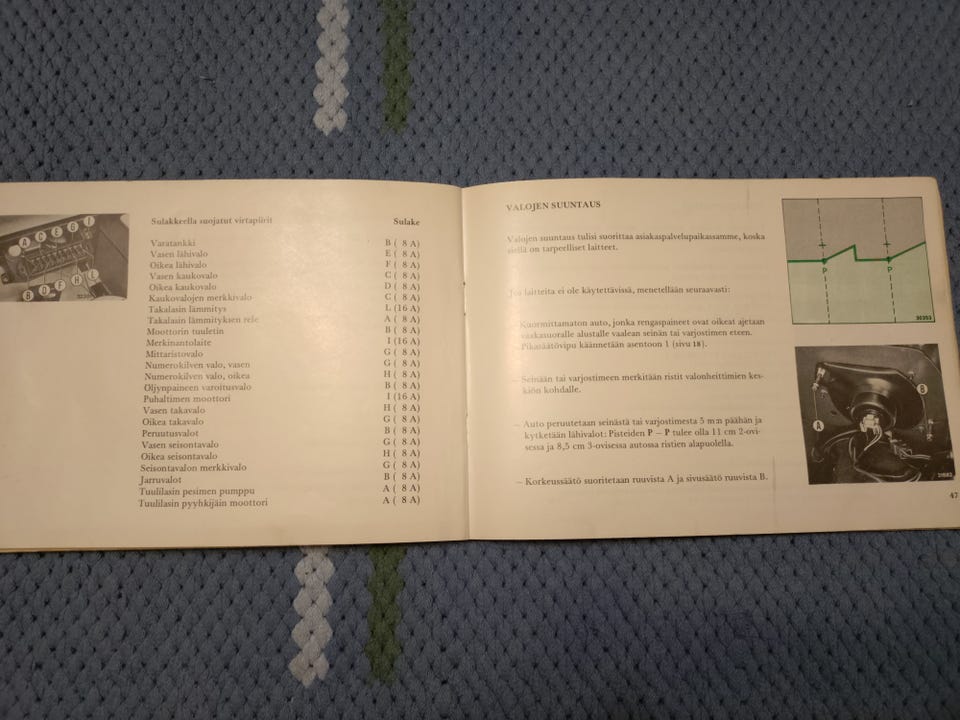 A C E G I
B D F H L
Sulakkeella suojatut virtapiirit Sulake
Varatankki B ( 8 A)
Vasen lähivalo E ( 8 A)
Oikea lähivalo F ( 8 A)
Vasen kaukovalo C ( 8 A)
Oikea kaukovalo D ( 8 A)
Kaukovalojen merkkivalo C ( 8 A)
Takalasin lämmitys L (16 A)
Takalasin lämmityksen rele A ( 8 A)
Moottorin tuuletin B ( 8 A)
Merkinantolaite I (16 A)
Mittaristovalo G ( 8 A)
Numerokilven valo, vasen G ( 8 A)
Numerokilven valo, oikea H ( 8 A)
Öljynpaineen varoitusvalo B ( 8 A)
Puhaltimen moottori I (16 A)
Vasen takavalo H ( 8 A)
Oikea takavalo G ( 8 A)
Peruutusvalot B ( 8 A)
Vasen seisontavalo G ( 8 A)
Oikea seisontavalo H ( 8 A)
Seisontavalon merkkivalo G ( 8 A)
Jarruvalot B ( 8 A)
Tuulilasin pesimen pumppu A ( 8 A)
Tuulilasin pyyhkijäin moottori A ( 8 A)
VALOJEN SUUNTAUS
Valojen suuntaus tulisi suorittaa asiakaspalvelupaikassamme, koska
siellä on tarpeelliset laitteet.
Jos laitteita ei ole käytettävissä, menetellään seuraavasti:
Kuormittamaton auto, jonka rengaspaineet ovat oikeat ajetaan
vaakasuoralle alustalle vaalean seinän tai varjostimen eteen.
Pikasäätövipu käännetään asentoon 1 (sivu 18).
– Seinään tai varjostimeen merkitään ristit valonheittimien kes-
kiön kohdalle.
– Auto peruutetaan seinästä tai varjostimesta 5 m:n päähän ja
kytketään lähivalot: Pisteiden P – P tulee olla 11 cm 2-ovi-
sessa ja 8,5 cm 3-ovisessa autossa ristien alapuolella.
– Korkeussäätö suoritetaan ruuvista A ja sivusäätö ruuvista B.
P P
30353
A B
47